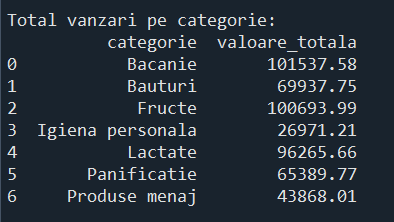 Total vanzari pe categorie:
categorie valoare_totala
0 Bacanie 101537.58
1 Bauturi 69937.75
2 Fructe 100693.99
3 Igiena personala 26971.21
4 Lactate 96265.66
5 Panificatie 65389.77
6 Produse menaj 43868.01